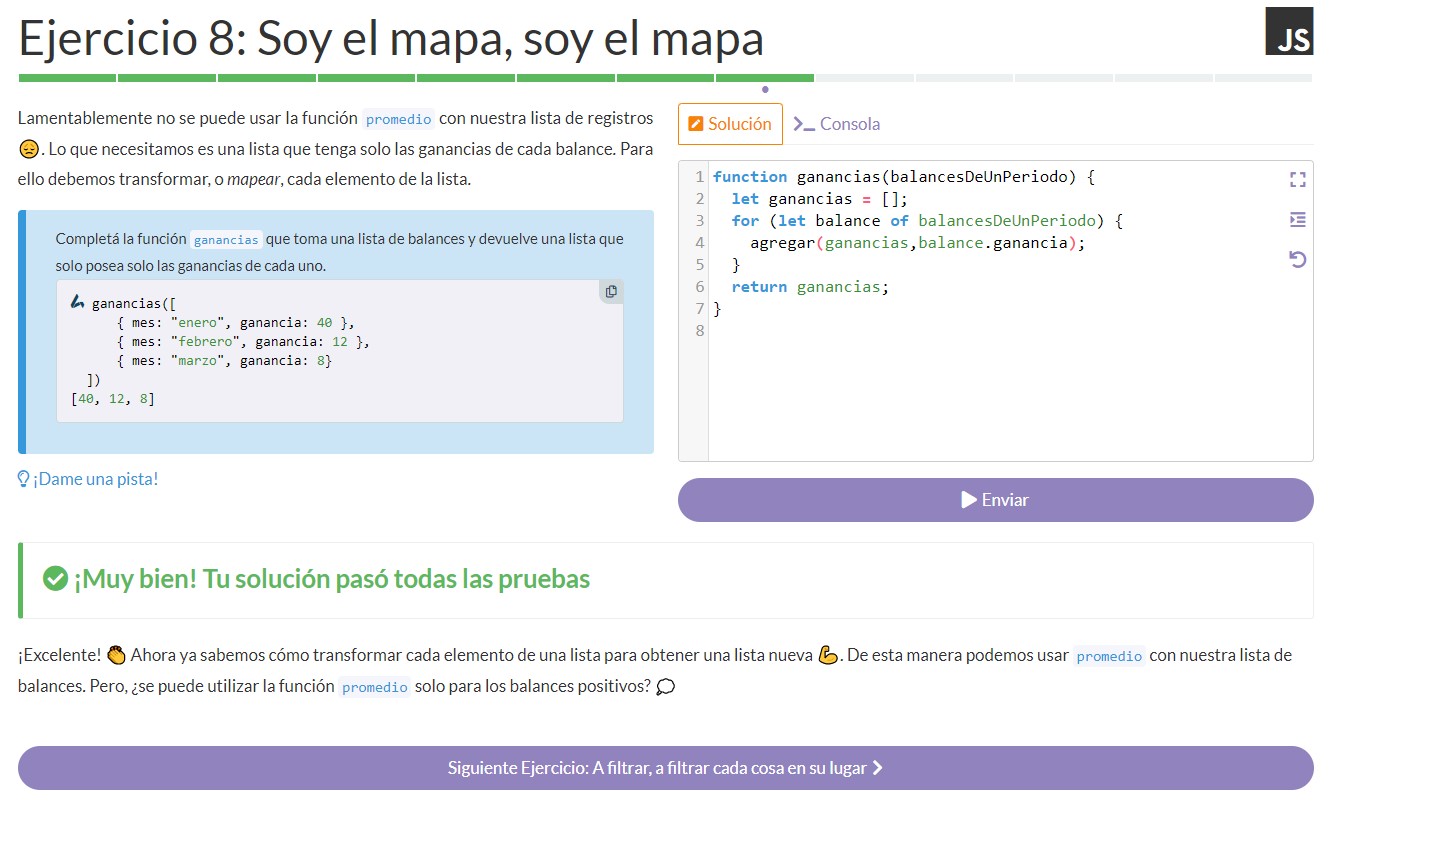 Ejercicio 8: Soy el mapa, soy el mapa
JS
Lamentablemente no se puede usar la función promedio con nuestra lista de registros
😞. Lo que necesitamos es una lista que tenga solo las ganancias de cada balance. Para
ello debemos transformar, o mapear, cada elemento de la lista.
Completá la función ganancias que toma una lista de balances y devuelve una lista que
solo posea solo las ganancias de cada uno.
ganancias([
{ mes: "enero", ganancia: 40 },
{ mes: "febrero", ganancia: 12 },
{ mes: "marzo", ganancia: 8}
])
[40, 12, 8]
¡Dame una pista!
Solución
Consola
1 function ganancias(balancesDeUnPeriodo) {
2 let ganancias = [];
3 for (let balance of balancesDeUnPeriodo) {
4 agregar(ganancias,balance.ganancia);
5 }
6 return ganancias;
7 }
8
Enviar
¡Muy bien! Tu solución pasó todas las pruebas
¡Excelente! 👏 Ahora ya sabemos cómo transformar cada elemento de una lista para obtener una lista nueva 💪. De esta manera podemos usar promedio con nuestra lista de
balances. Pero, ¿se puede utilizar la función promedio solo para los balances positivos? 💭
Siguiente Ejercicio: A filtrar, a filtrar cada cosa en su lugar